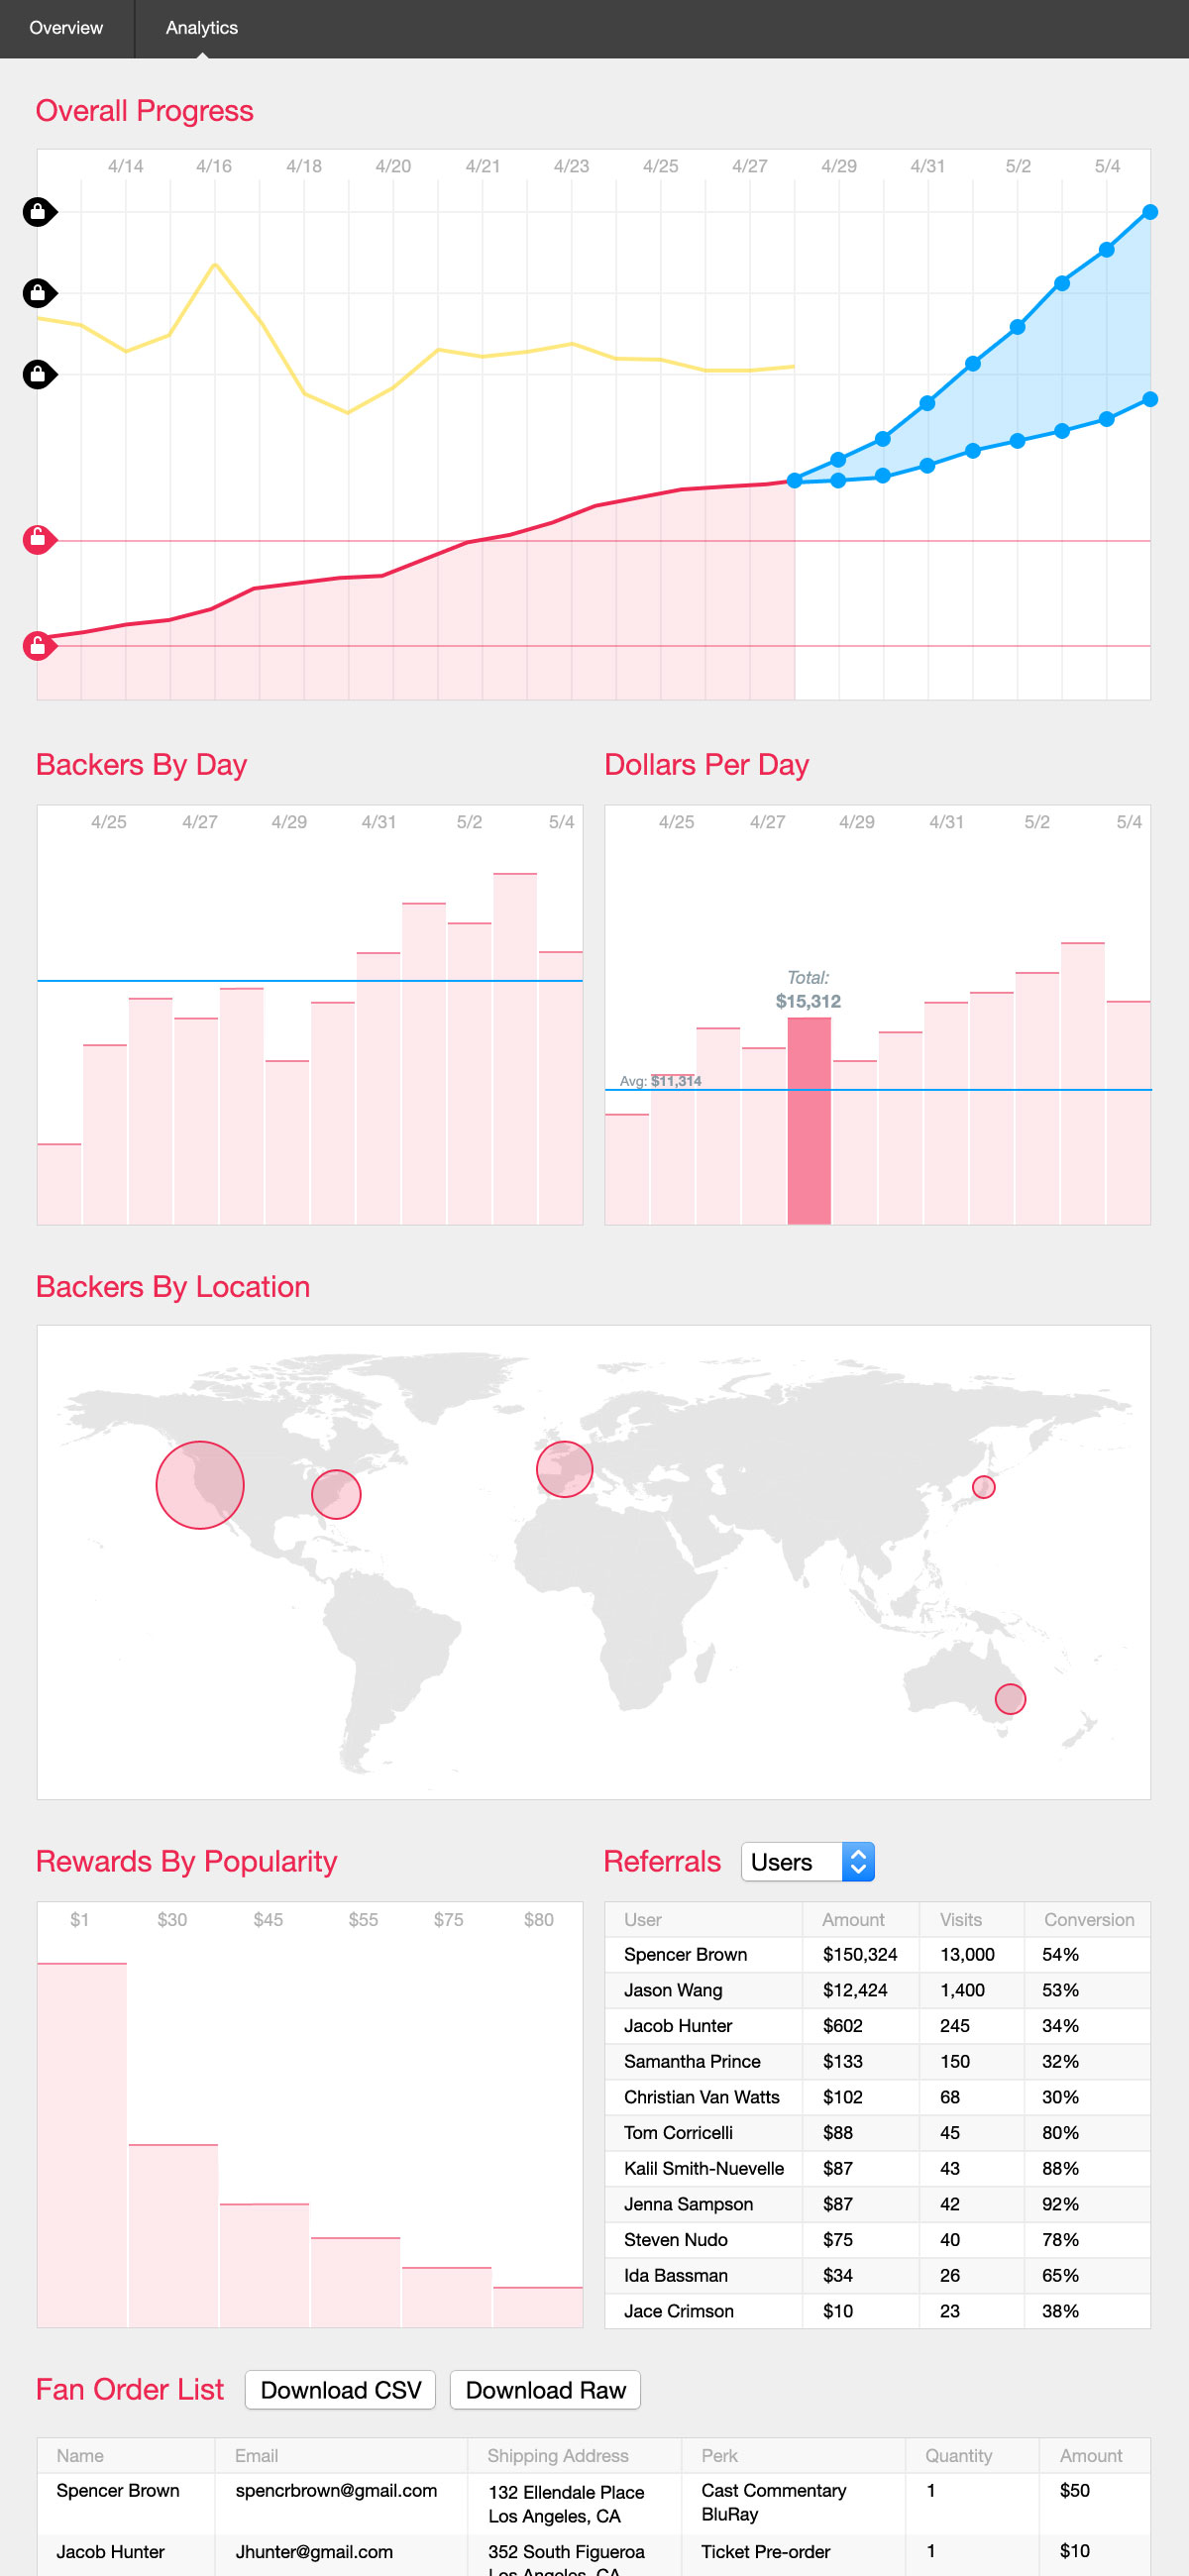 Overview Analytics
Overall Progress
4/14 4/16 4/18 4/20 4/21 4/23 4/25 4/27 4/29 4/31 5/2 5/4
Backers By Day
4/25 4/27 4/29 4/31 5/2 5/4
Dollars Per Day
4/25 4/27 4/29 4/31 5/2 5/4
Total:
$15,312
Avg: $11,314
Backers By Location
Rewards By Popularity
$1 $30 $45 $55 $75 $80
Referrals Users
User Amount Visits Conversion
Spencer Brown $150,324 13,000 54%
Jason Wang $12,424 1,400 53%
Jacob Hunter $602 245 34%
Samantha Prince $133 150 32%
Christian Van Watts $102 68 30%
Tom Corricelli $88 45 80%
Kalil Smith-Nuevelle $87 43 88%
Jenna Sampson $87 42 92%
Steven Nudo $75 40 78%
Ida Bassman $34 26 65%
Jace Crimson $10 23 38%
Fan Order List Download CSV Download Raw
Name Email Shipping Address Perk Quantity Amount
Spencer Brown spencrbrown@gmail.com 132 Ellendale Place Cast Commentary 1 $50
Los Angeles, CA BluRay
Jacob Hunter Jhunter@gmail.com 352 South Figueroa Ticket Pre-order 1 $10
Los Angeles, CA